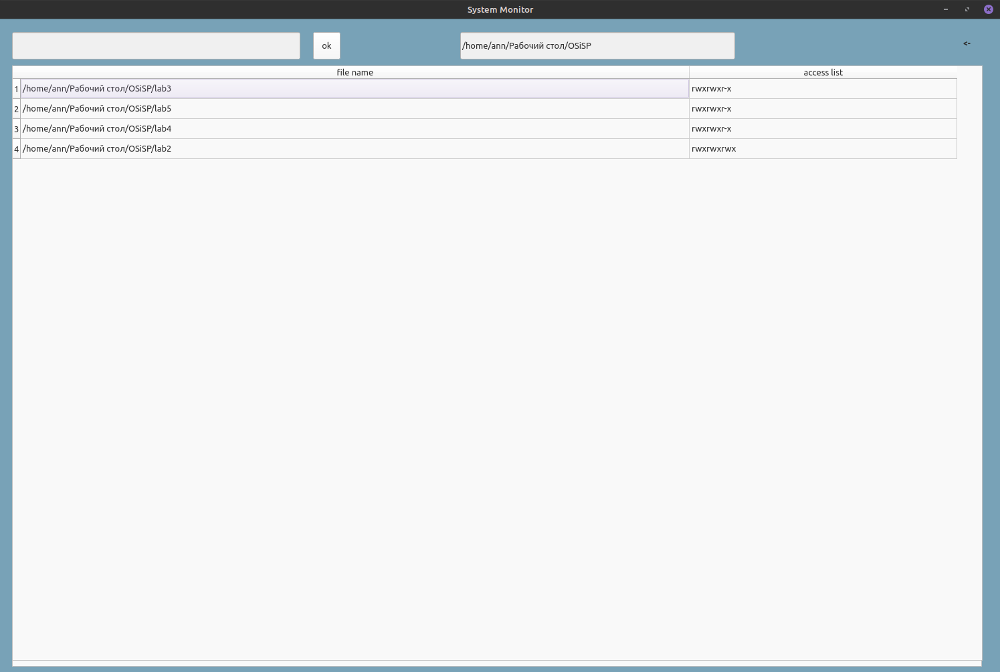 System Monitor
ok /home/ann/Рабочий стол/OSiSP <-
file name access list
1 /home/ann/Рабочий стол/OSiSP/lab3 rwxrwxr-x
2 /home/ann/Рабочий стол/OSiSP/lab5 rwxrwxr-x
3 /home/ann/Рабочий стол/OSiSP/lab4 rwxrwxr-x
4 /home/ann/Рабочий стол/OSiSP/lab2 rwxrwxrwx